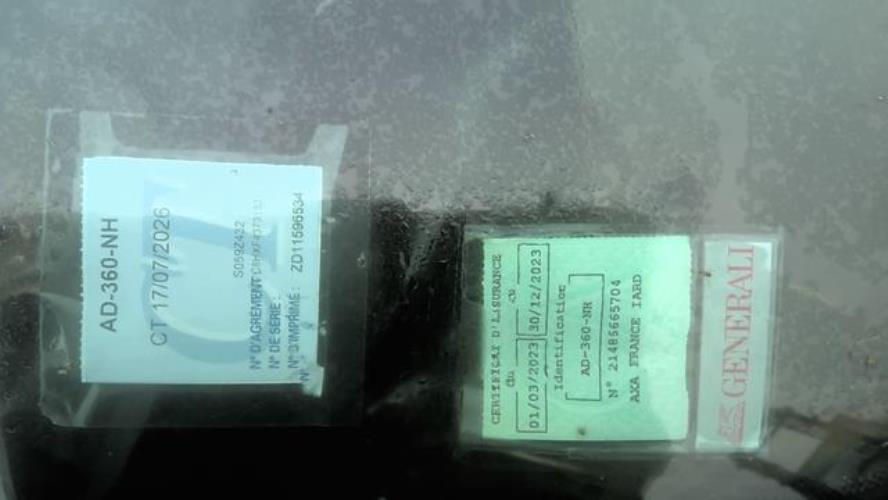 AD-360-NH
CT 17/07/2026
N° D'AGRÉMENT S059Z422
N° DE SÉRIE :
N° D'IMPRIMÉ : ZD11596534
CERTIFICAT D'ASSURANCE
du au
01/03/2023 30/12/2023
Identification
AD-360-NH
N° 21485665704
AXA FRANCE IARD
GENERALI